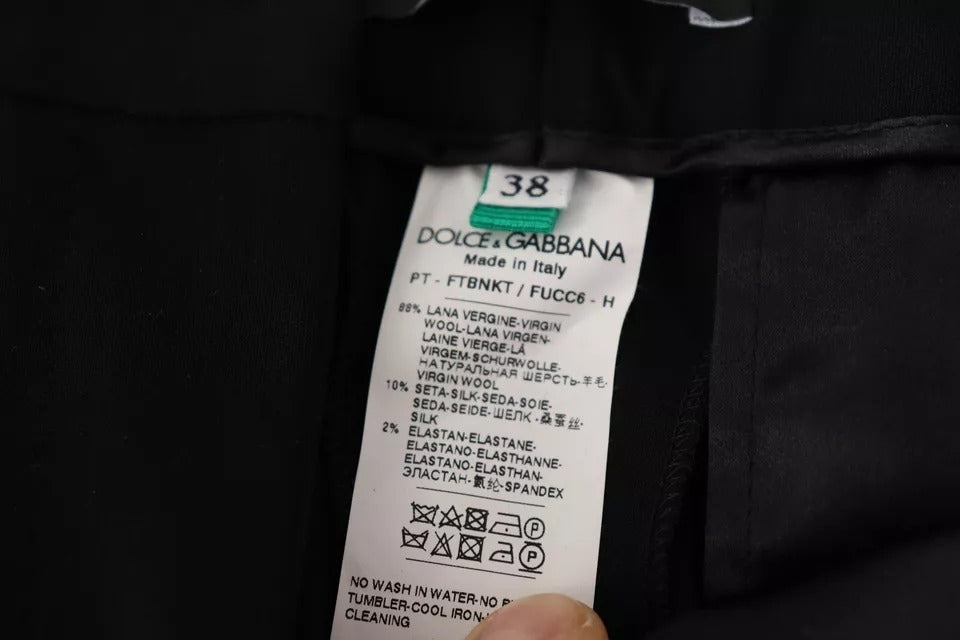 38
DOLCE & GABBANA
Made in Italy
PT - FTBNKT / FUCC6 - H
88% LANA VERGINE-VIRGIN
WOOL-LANA VIRGEN-
LAINE VIERGE-LÃ
VIRGEM-SCHURWOLLE-
НАТУРАЛЬНАЯ ШЕРСТЬ-羊毛-
VIRGIN WOOL
10% SETA-SILK-SEDA-SOIE-
SEDA-SEIDE-ШЕЛК-桑蚕丝-
SILK
2% ELASTAN-ELASTANE-
ELASTANO-ELASTHANNE-
ELASTANO-ELASTHAN-
ЭЛАСТАН-氨纶-SPANDEX
P
P
NO WASH IN WATER-NO
TUMBLER-COOL IRON-
CLEANING